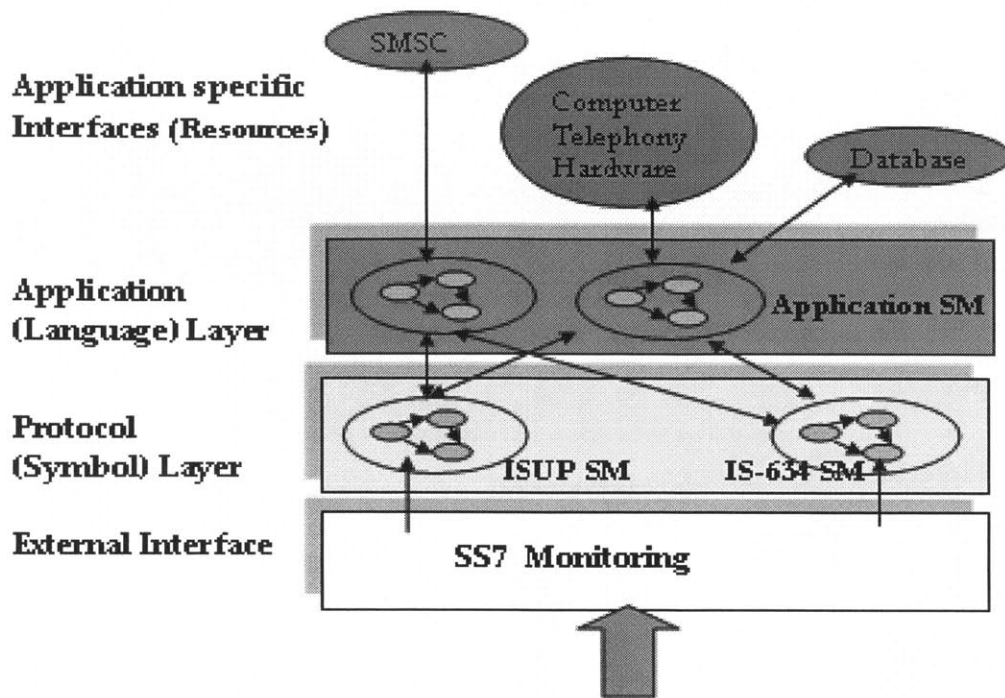 SMSC
Application specific
Interfaces (Resources)
Computer
Telephony
Hardware
Database
Application
(Language) Layer
Application SM
Protocol
(Symbol) Layer
ISUP SM
IS-634 SM
External Interface
SS7 Monitoring